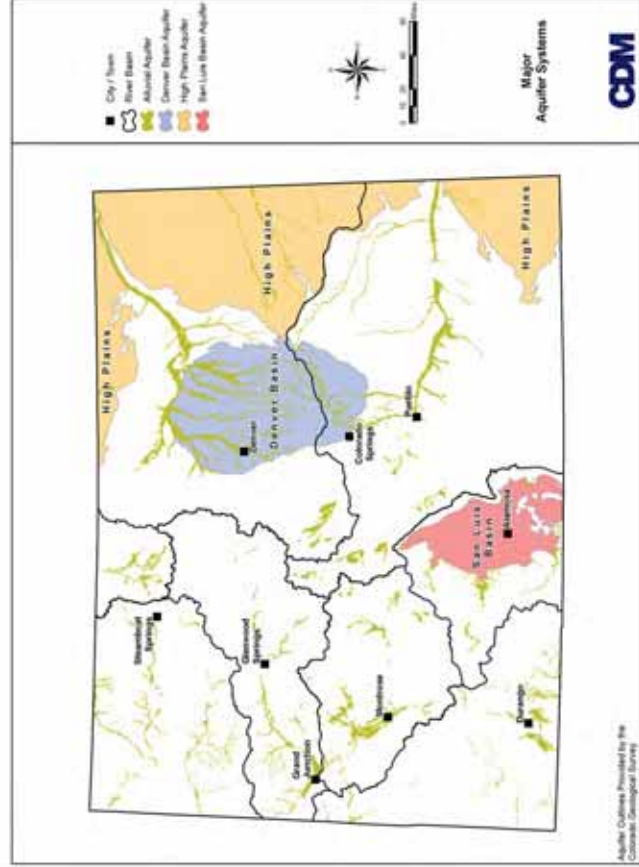 City / Town
River Basin
Alluvial Aquifer
Denver Basin Aquifer
High Plains Aquifer
San Luis Basin Aquifer
Major
Aquifer Systems
CDM
High Plains
High Plains
High Plains
Denver Basin
Denver
Colorado
Springs
Pueblo
San Luis
Basin
Alamosa
Steamboat
Springs
Glenwood
Springs
Grand
Junction
Montrose
Durango
Aquifer Outlines Provided by the
Colorado Geological Survey